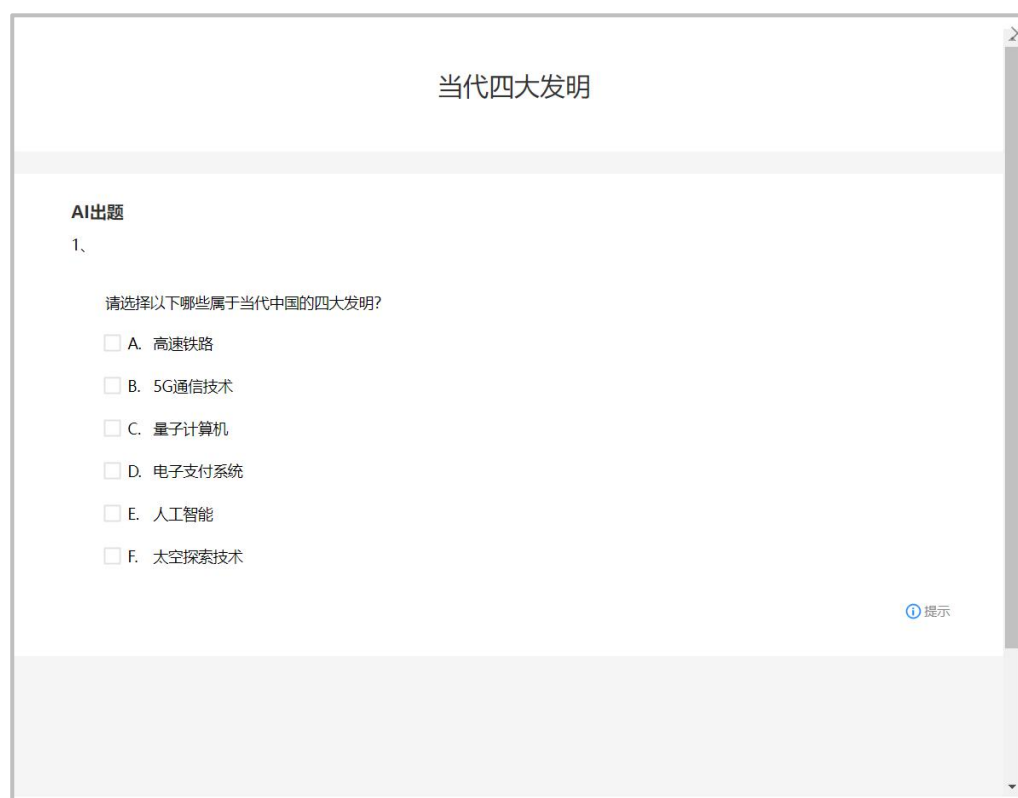 当代四大发明
AI出题
1、
请选择以下哪些属于当代中国的四大发明?
A. 高速铁路
B. 5G通信技术
C. 量子计算机
D. 电子支付系统
E. 人工智能
F. 太空探索技术
提示